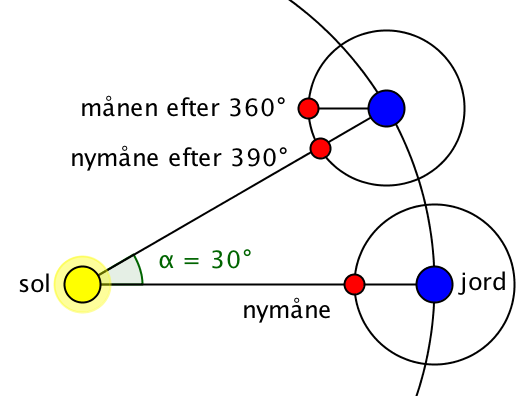 månen efter 360°
nymåne efter 390°
α = 30°
sol
jord
nymåne